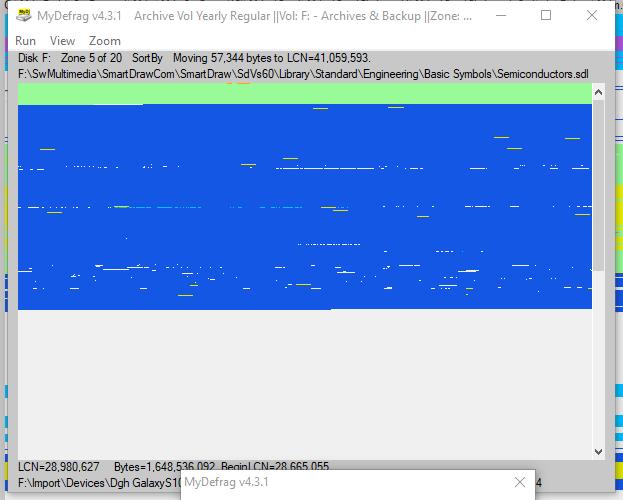 MyDefrag v4.3.1 Archive Vol Yearly Regular ||Vol: F: - Archives & Backup ||Zone: ...
Run View Zoom
Disk F: Zone 5 of 20 SortBy Moving 57,344 bytes to LCN=41,059,593.
F:\SwMultimedia\SmartDrawCom\SmartDraw\SdVs60\Library\Standard\Engineering\Basic Symbols\Semiconductors.sdl
LCN=28,980,627 Bytes=1,648,536,092 BeginLCN=28,665,055
F:\Import\Devices\Dgh GalaxyS10
MyDefrag v4.3.1
4